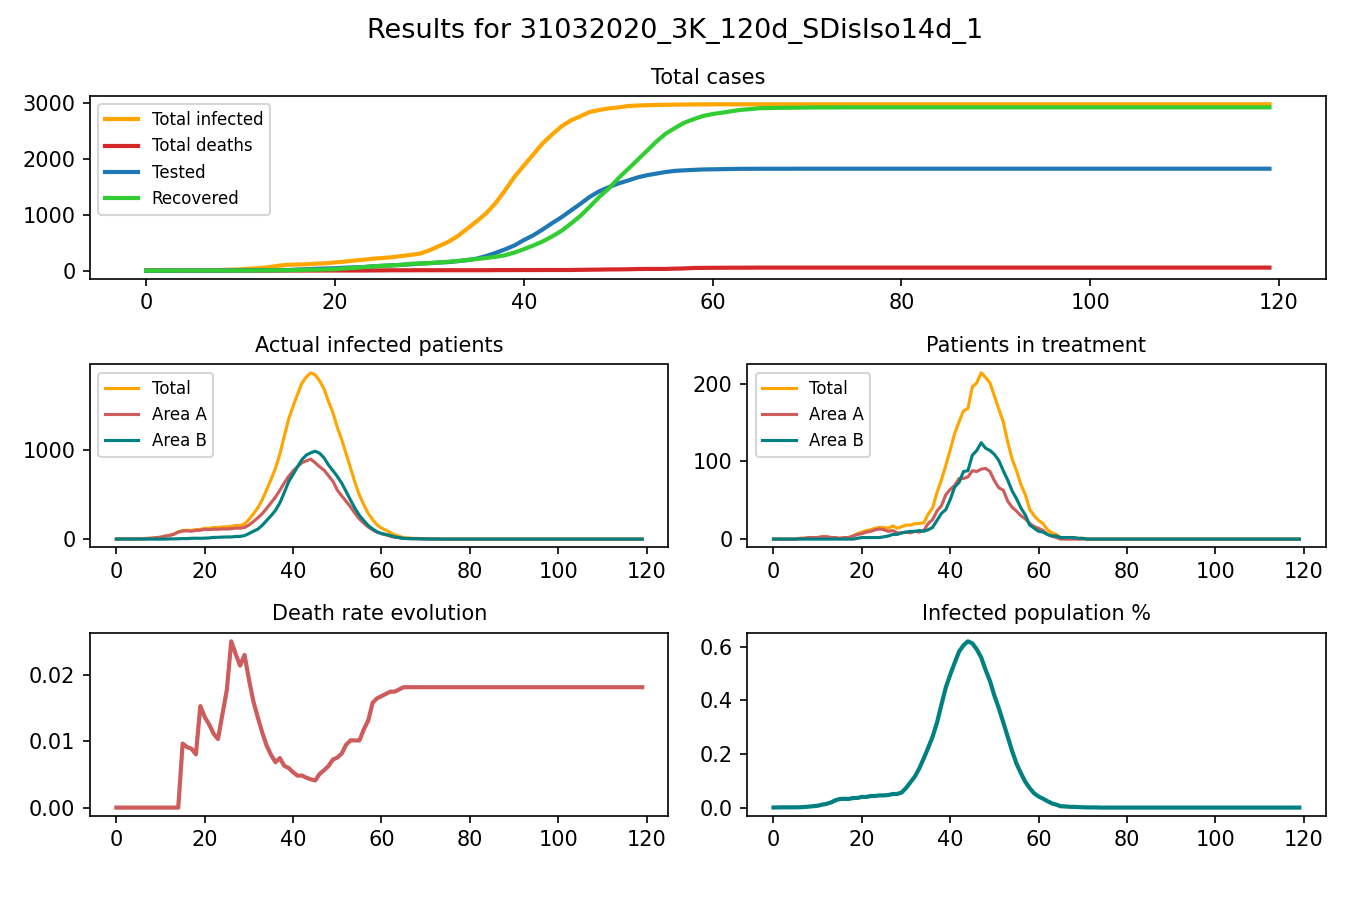 Results for 31032020_3K_120d_SDisIso14d_1
Total cases
3000
2000
1000
0
Total infected
Total deaths
Tested
Recovered
0 20 40 60 80 100 120
Actual infected patients
1000
0
Total
Area A
Area B
0 20 40 60 80 100 120
Patients in treatment
200
100
0
Total
Area A
Area B
0 20 40 60 80 100 120
Death rate evolution
0.02
0.01
0.00
0 20 40 60 80 100 120
Infected population %
0.6
0.4
0.2
0.0
0 20 40 60 80 100 120